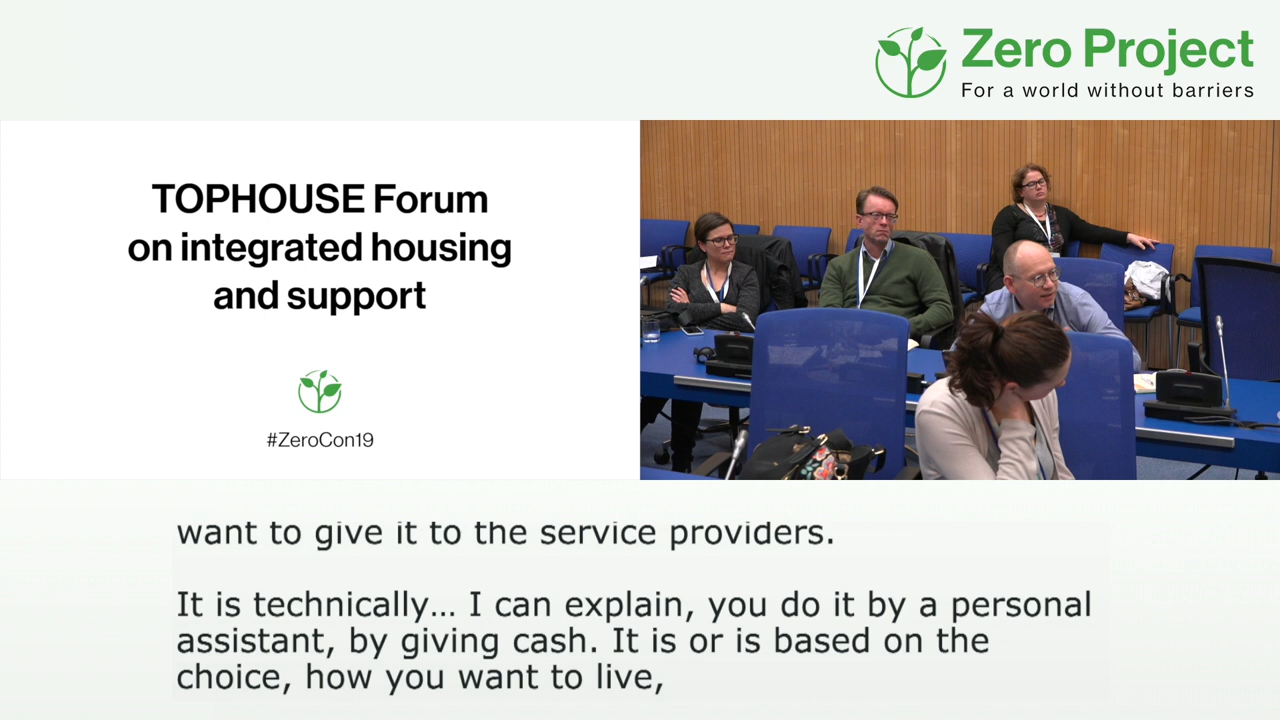 Zero Project
For a world without barriers
TOPHOUSE Forum
on integrated housing
and support
#ZeroCon19
want to give it to the service providers.
It is technically… I can explain, you do it by a personal
assistant, by giving cash. It is or is based on the
choice, how you want to live,